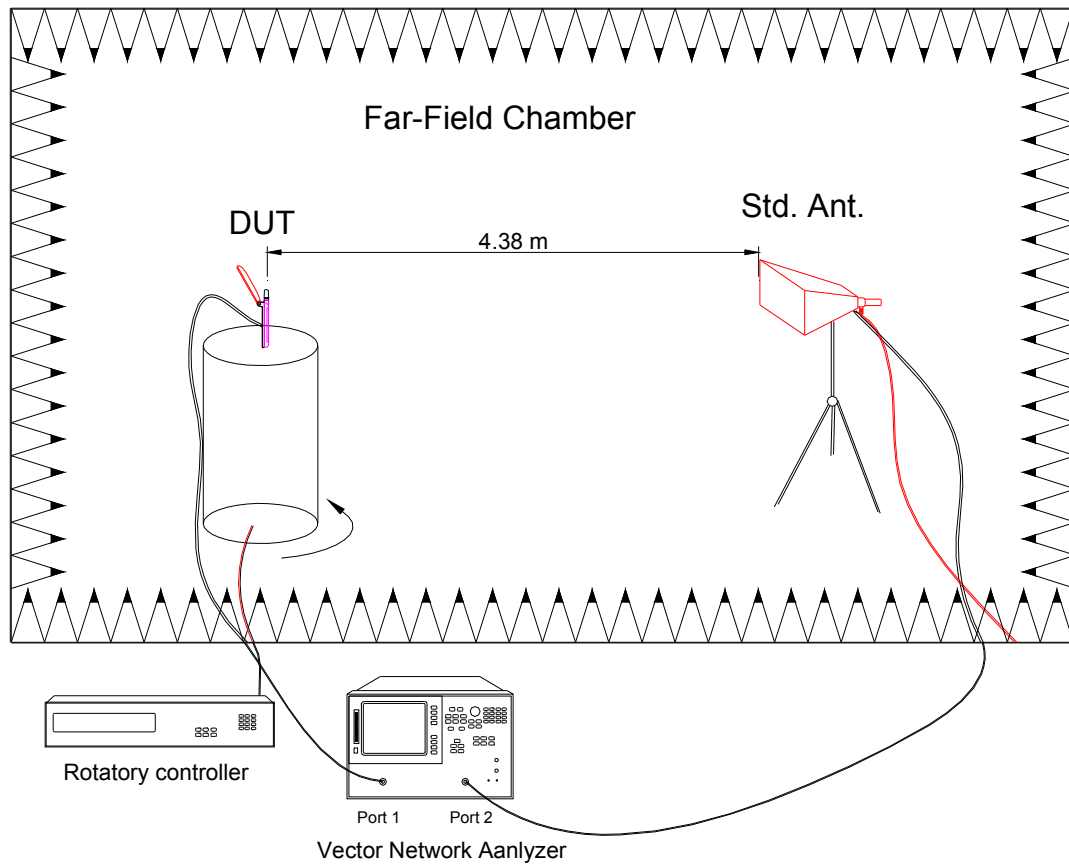 Far-Field Chamber
DUT
Std. Ant.
4.38 m
Rotatory controller
Port 1
Port 2
Vector Network Aanlyzer